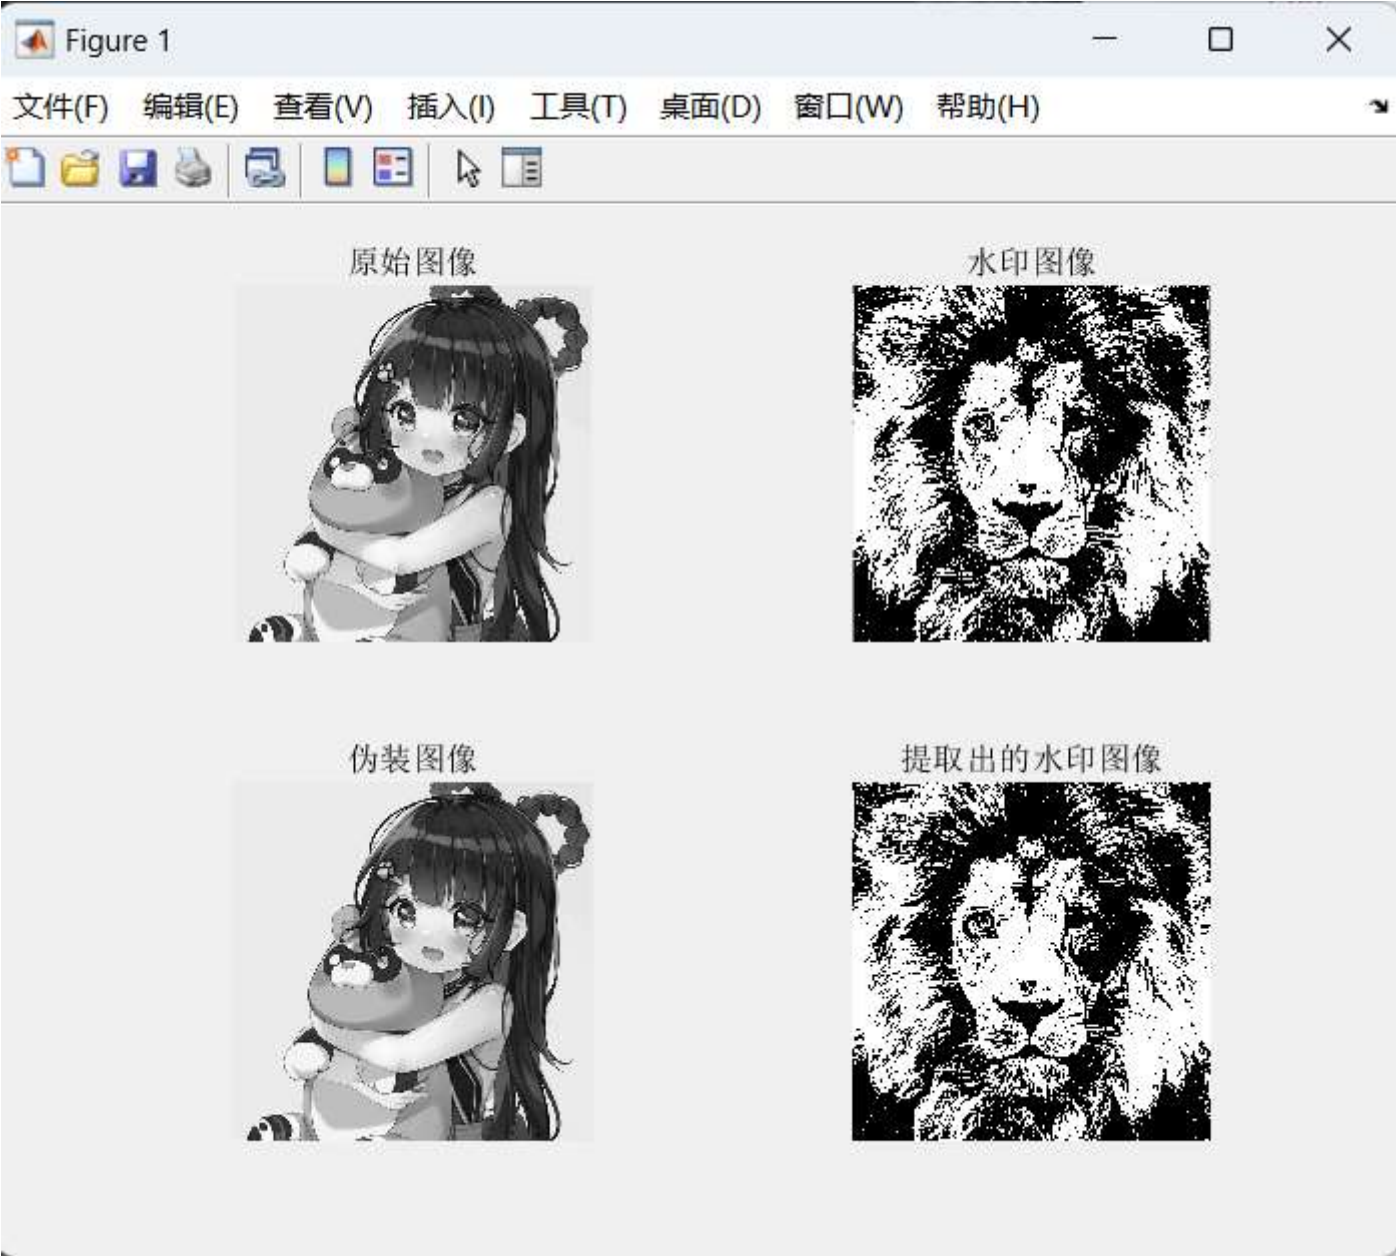 Figure 1
文件(F) 编辑(E) 查看(V) 插入(I) 工具(T) 桌面(D) 窗口(W) 帮助(H)
原始图像 水印图像
伪装图像 提取出的水印图像